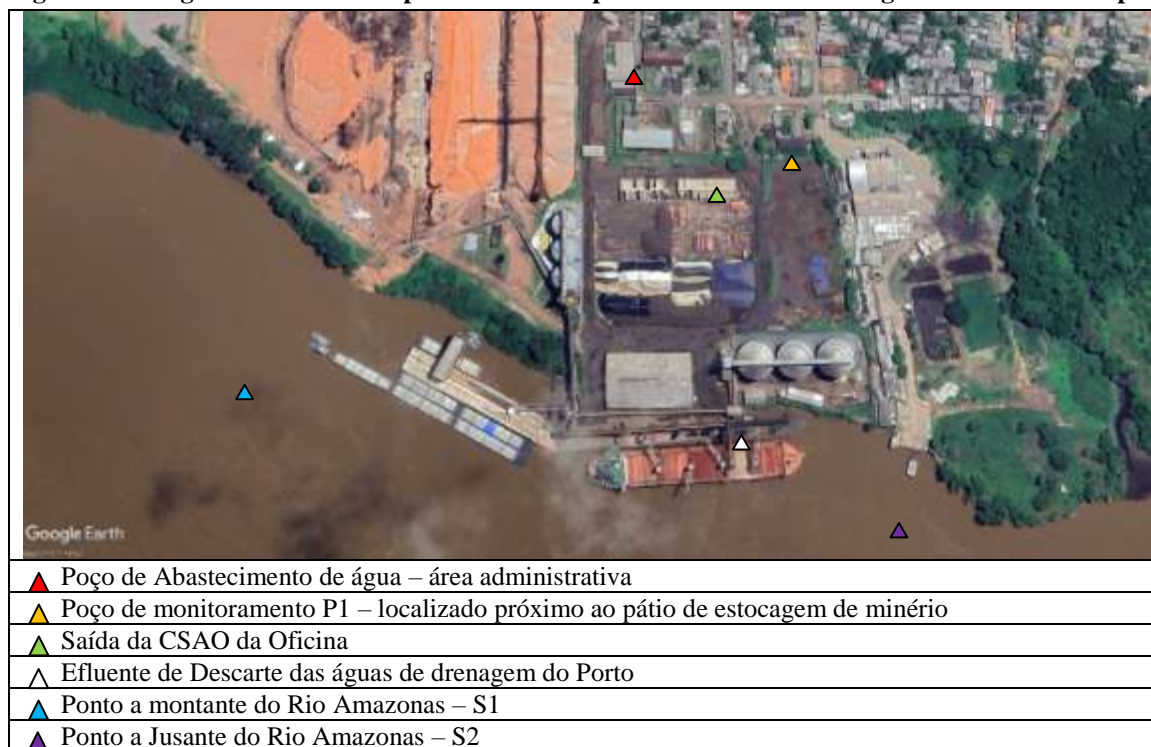 Google Earth
Poço de Abastecimento de água – área administrativa
Poço de monitoramento P1 – localizado próximo ao pátio de estocagem de minério
Saída da CSAO da Oficina
Efluente de Descarte das águas de drenagem do Porto
Ponto a montante do Rio Amazonas – S1
Ponto a Jusante do Rio Amazonas – S2